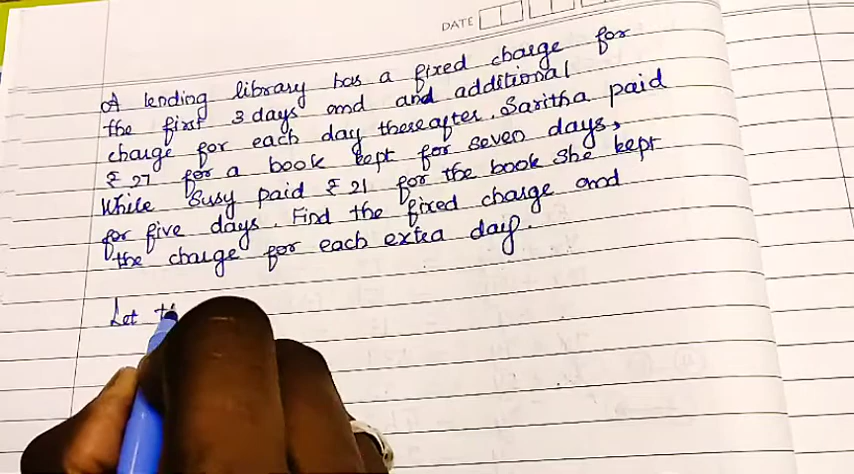 DATE
A lending library has a fixed charge for
the first 3 days and and additional
charge for each day thereafter. Saritha paid
₹ 27 for a book kept for seven days,
While Susy paid ₹ 21 for the book she kept
for five days. Find the fixed charge and
the charge for each extra day.
Let